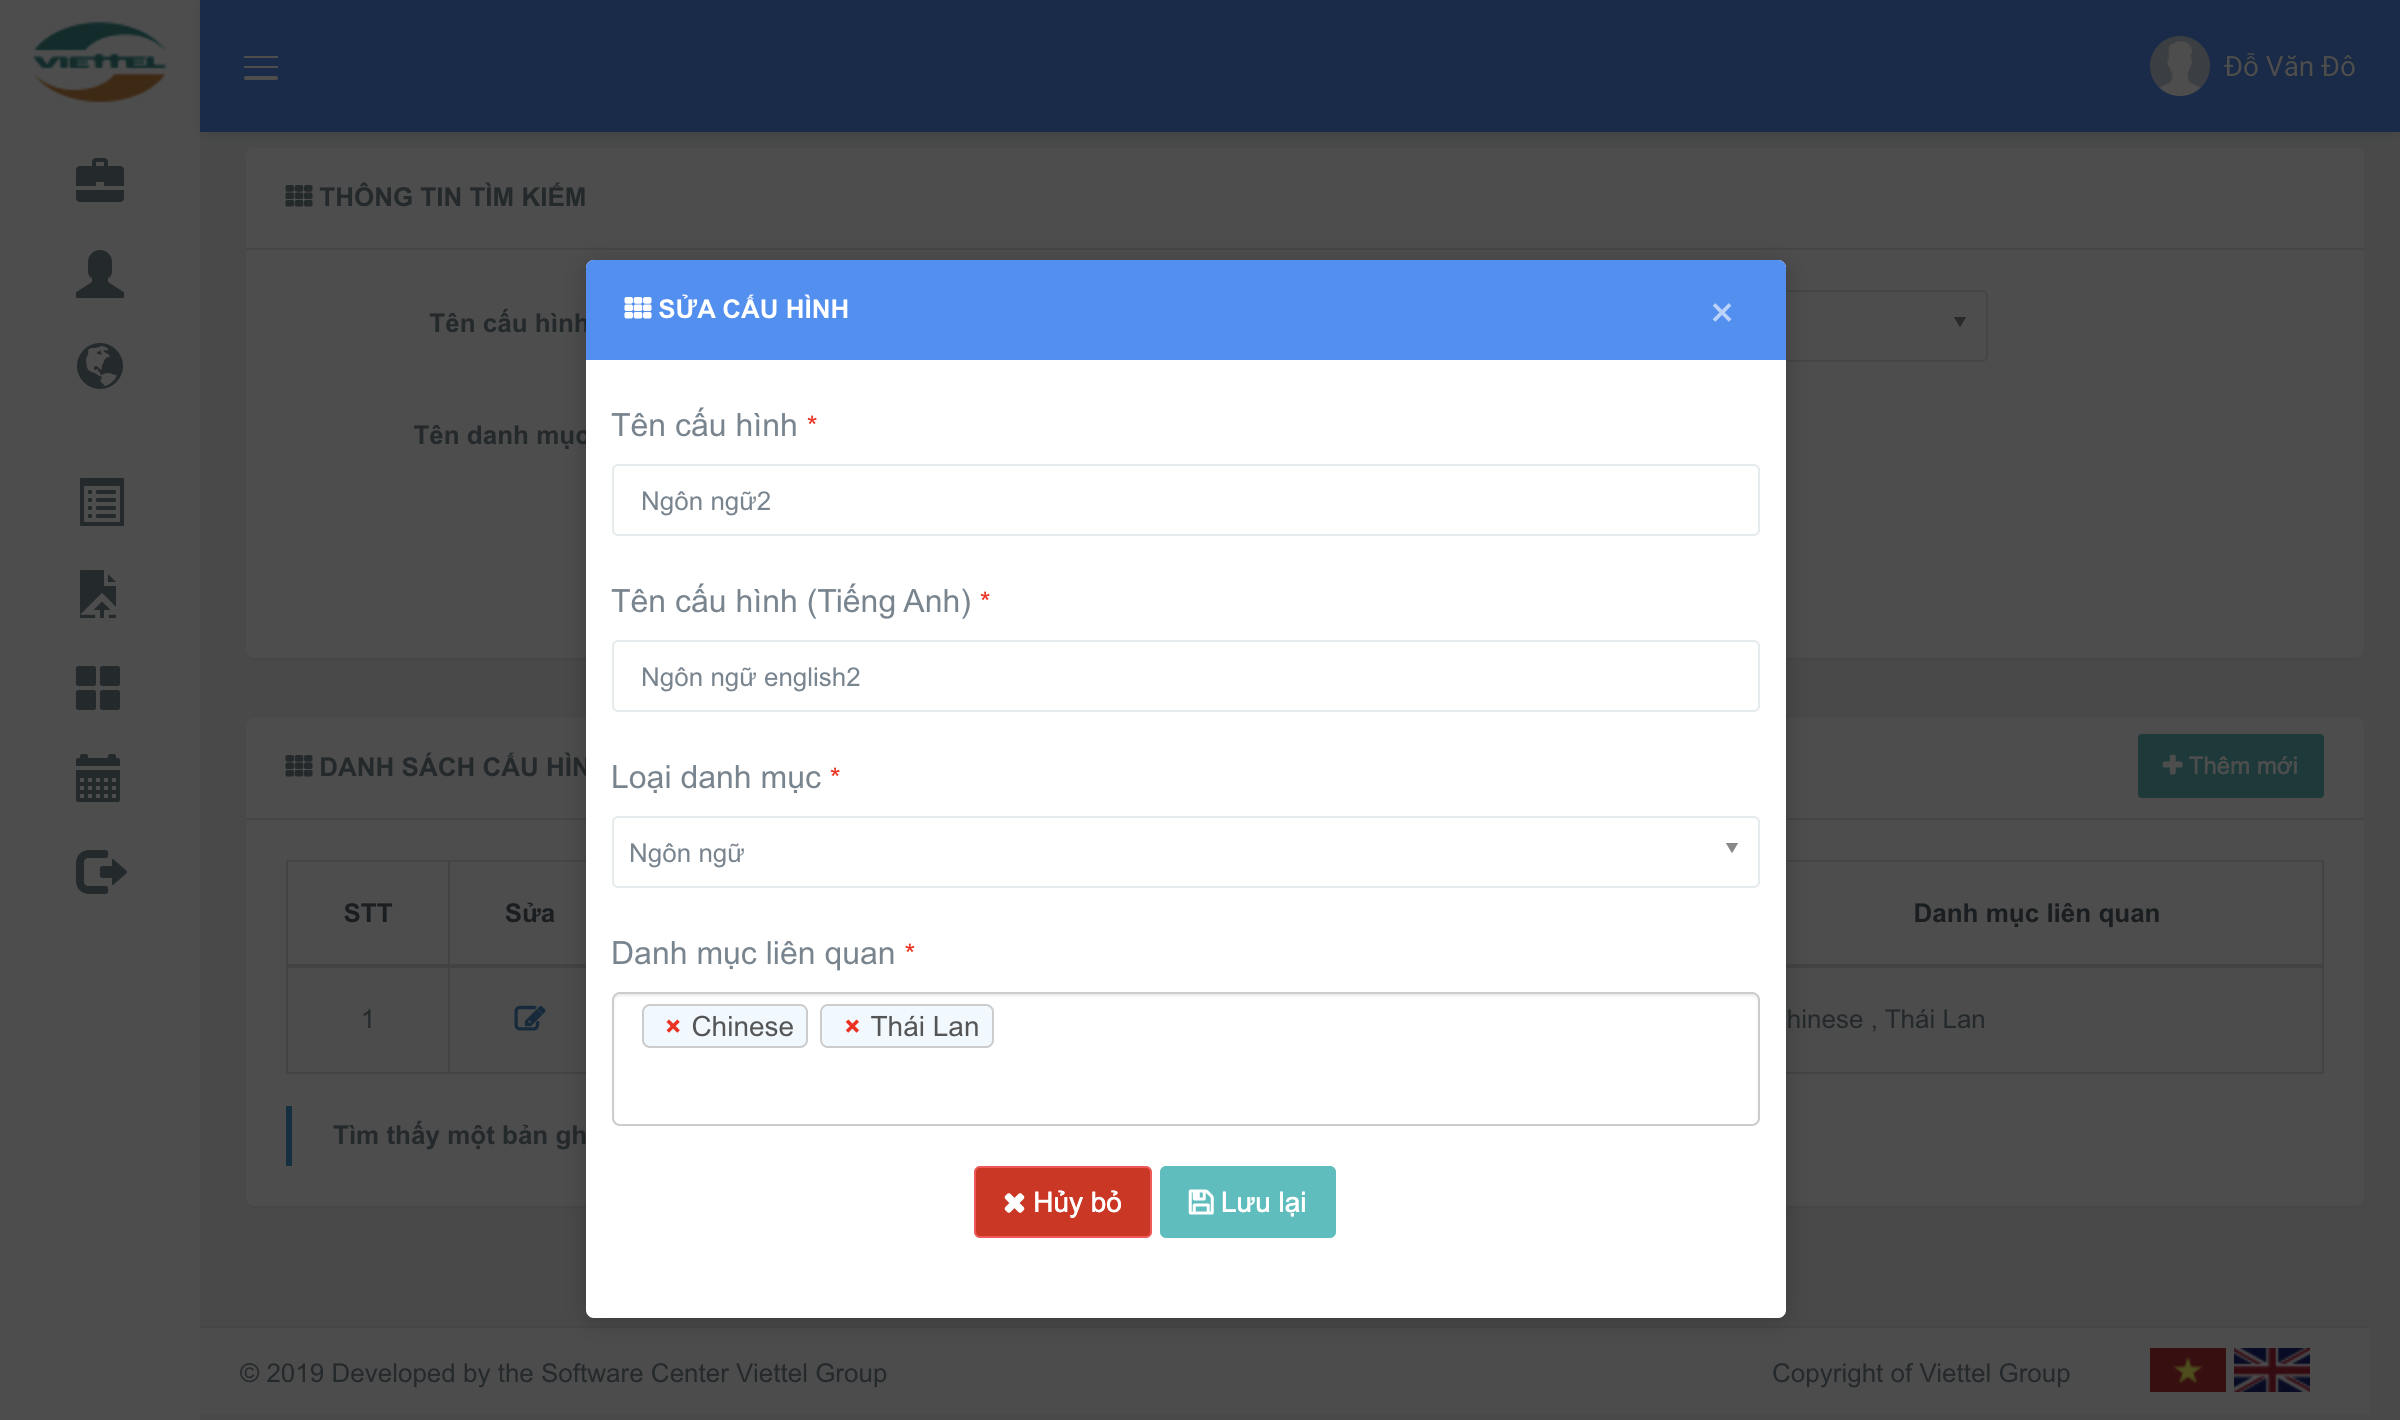 VIETTEL
Đỗ Văn Đô
THÔNG TIN TÌM KIẾM
Tên cấu hình
Tên danh mục
SỬA CẤU HÌNH
Tên cấu hình *
Ngôn ngữ2
Tên cấu hình (Tiếng Anh) *
Ngôn ngữ english2
Loại danh mục *
Ngôn ngữ
Danh mục liên quan *
Chinese
Thái Lan
Hủy bỏ
Lưu lại
DANH SÁCH CẤU HÌN
Thêm mới
STT
Sửa
Danh mục liên quan
1
hinese , Thái Lan
Tìm thấy một bản gh
© 2019 Developed by the Software Center Viettel Group
Copyright of Viettel Group